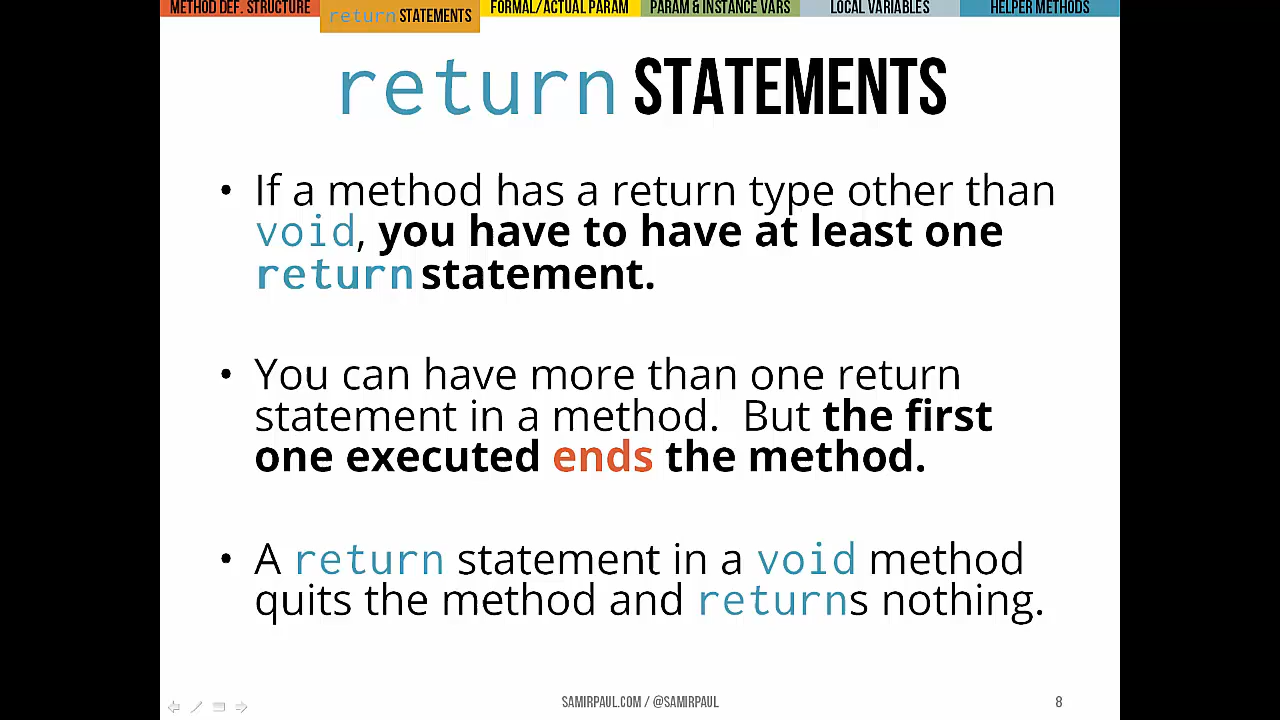 METHOD DEF. STRUCTURE return STATEMENTS FORMAL/ACTUAL PARAM PARAM & INSTANCE VARS LOCAL VARIABLES HELPER METHODS
return STATEMENTS
• If a method has a return type other than
void, you have to have at least one
return statement.
• You can have more than one return
statement in a method. But the first
one executed ends the method.
• A return statement in a void method
quits the method and returns nothing.
SAMIRPAUL.COM / @SAMIRPAUL 8